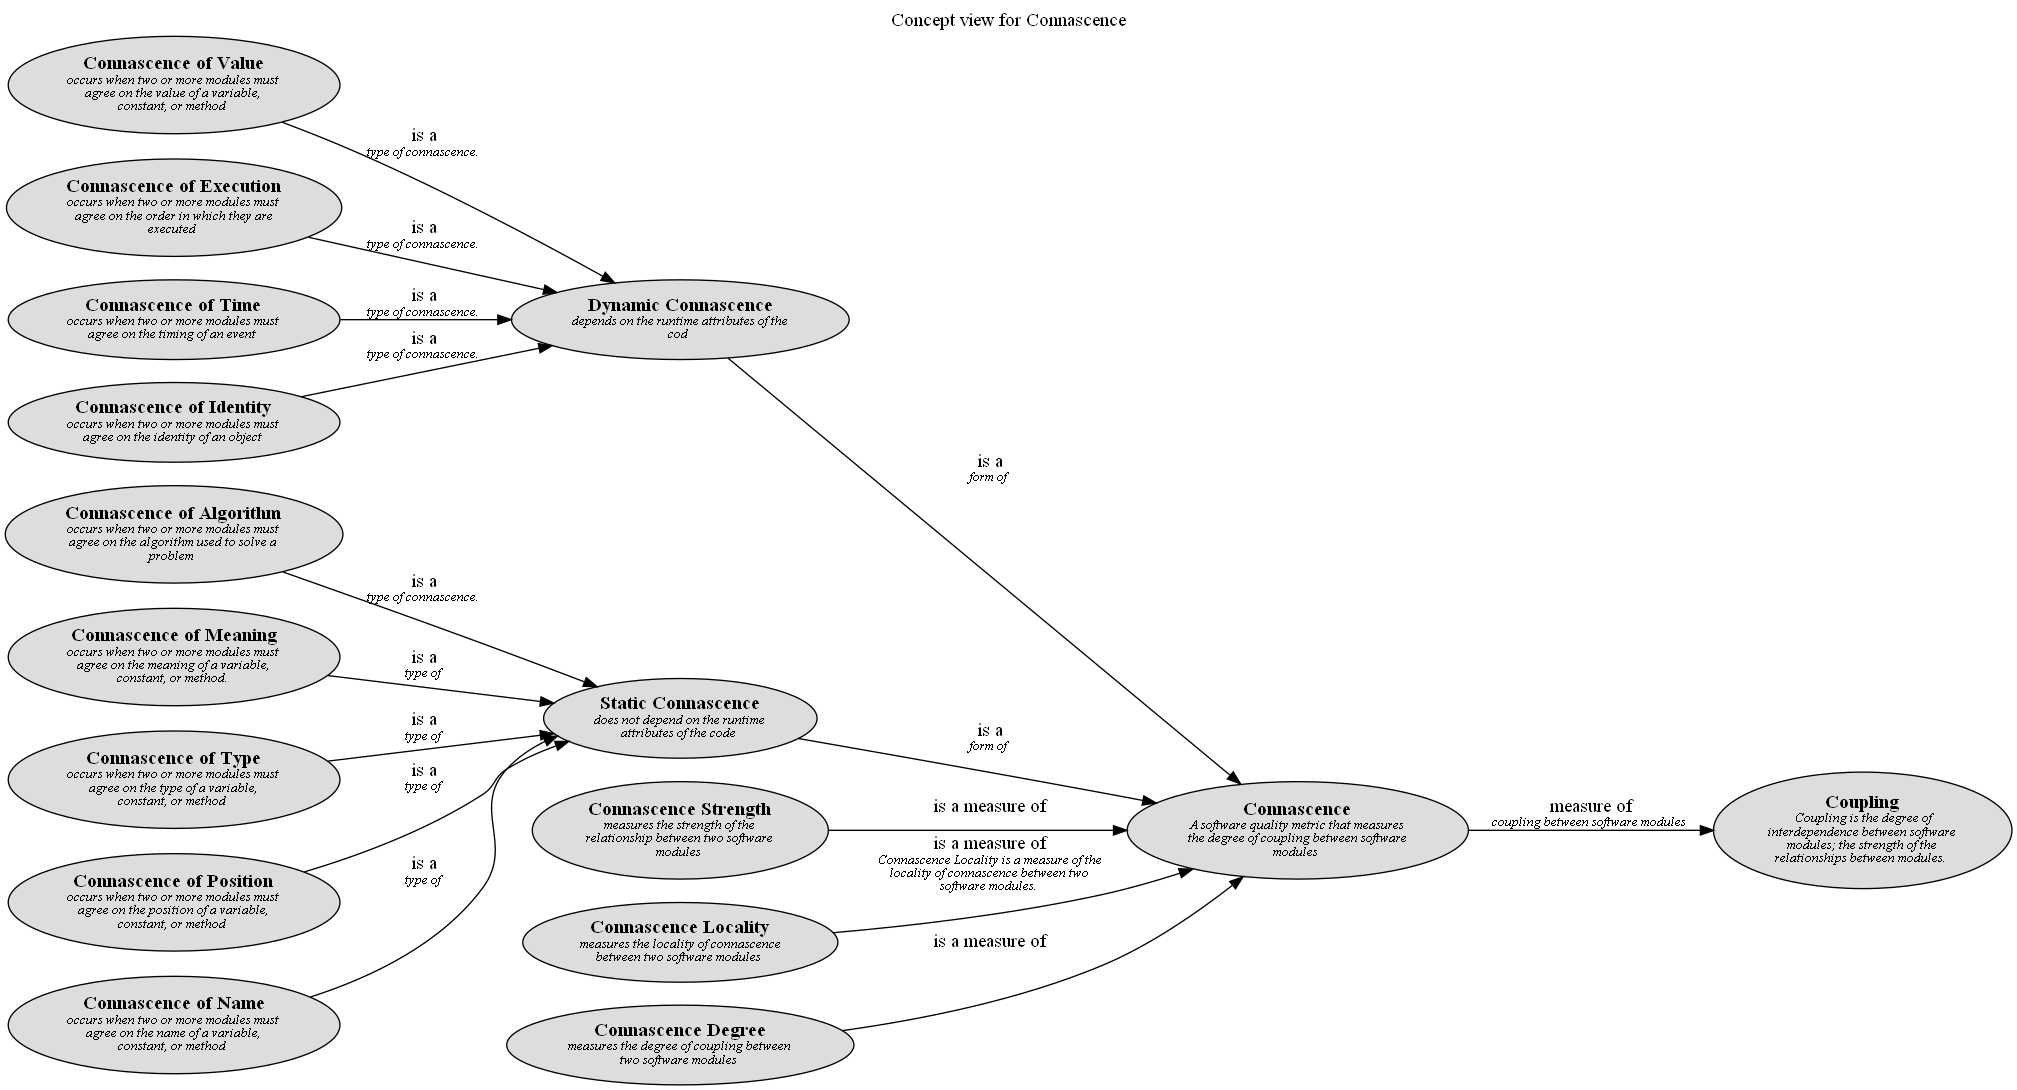 Concept view for Connascence
Connascence of Value
occurs when two or more modules must
agree on the value of a variable,
constant, or method
is a
type of connascence.
Connascence of Execution
occurs when two or more modules must
agree on the order in which they are
executed
is a
type of connascence.
Connascence of Time
occurs when two or more modules must
agree on the timing of an event
is a
type of connascence.
Dynamic Connascence
depends on the runtime attributes of the
cod
is a
type of connascence.
Connascence of Identity
occurs when two or more modules must
agree on the identity of an object
is a
form of
Connascence of Algorithm
occurs when two or more modules must
agree on the algorithm used to solve a
problem
is a
type of connascence.
Connascence of Meaning
occurs when two or more modules must
agree on the meaning of a variable,
constant, or method.
is a
type of
Static Connascence
does not depend on the runtime
attributes of the code
is a
form of
Connascence of Type
occurs when two or more modules must
agree on the type of a variable,
constant, or method
is a
type of
is a
type of
Connascence Strength
measures the strength of the
relationship between two software
modules
is a measure of
Connascence
A software quality metric that measures
the degree of coupling between software
modules
measure of
coupling between software modules
Coupling
Coupling is the degree of
interdependence between software
modules; the strength of the
relationships between modules.
is a measure of
Connascence Locality is a measure of the
locality of connascence between two
software modules.
Connascence of Position
occurs when two or more modules must
agree on the position of a variable,
constant, or method
is a
type of
Connascence Locality
measures the locality of connascence
between two software modules
is a measure of
Connascence of Name
occurs when two or more modules must
agree on the name of a variable,
constant, or method
Connascence Degree
measures the degree of coupling between
two software modules